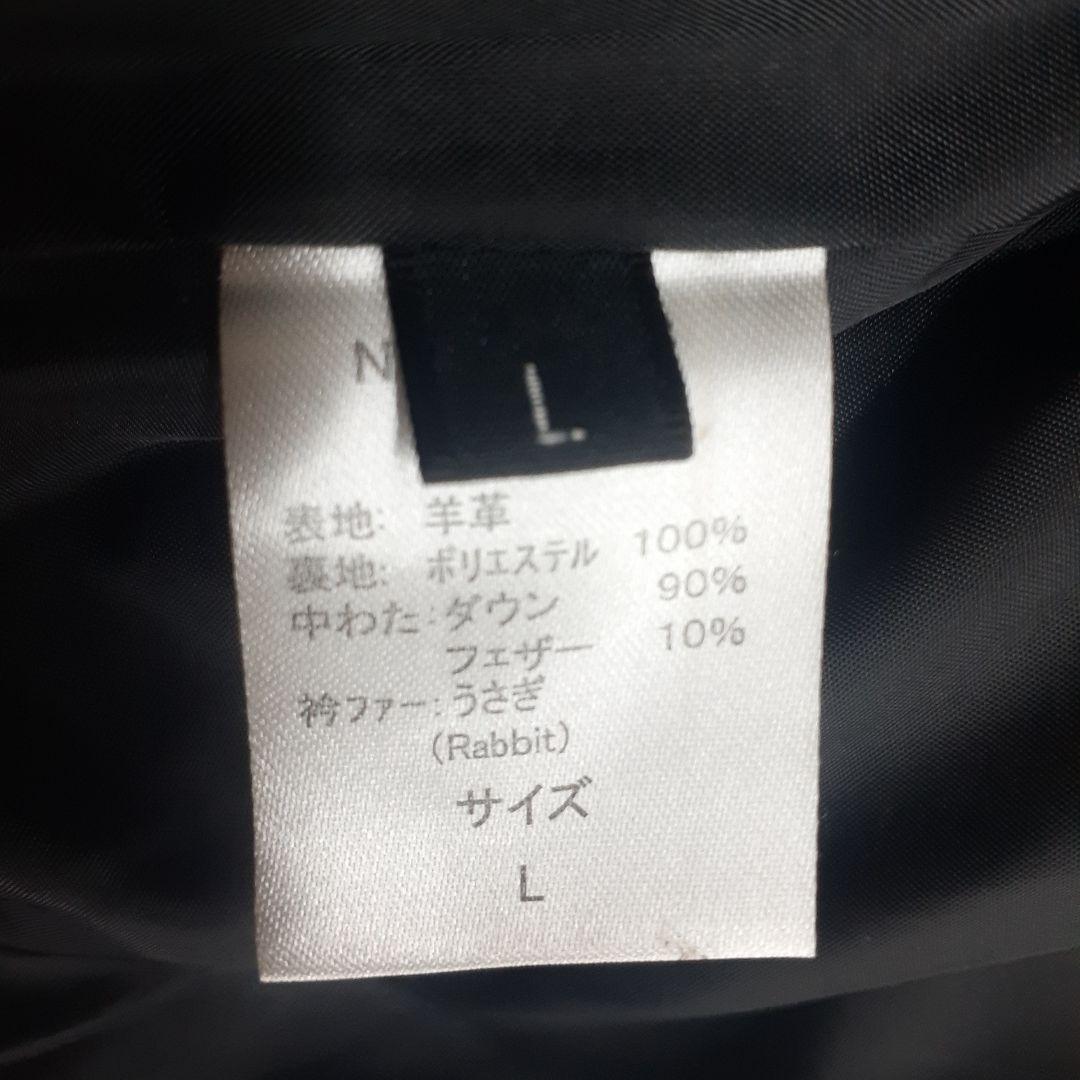 N
L
表地: 羊革
裏地: ポリエステル 100%
中わた: ダウン 90%
フェザー 10%
衿ファー: うさぎ
(Rabbit)
サイズ
L